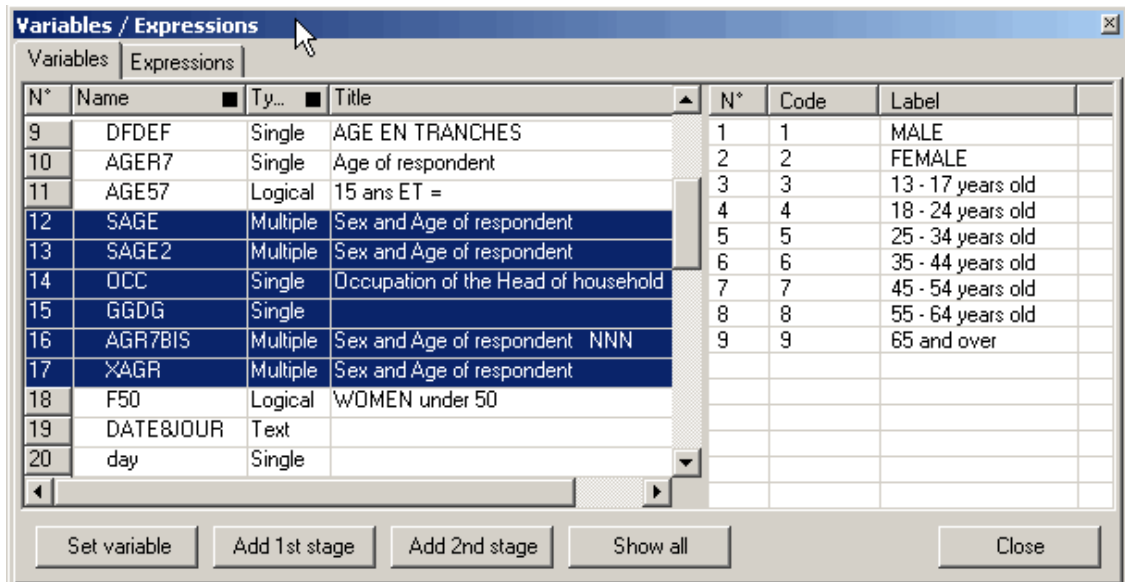 Variables / Expressions
Variables Expressions
N° Name Ty... Title
9 DFDEF Single AGE EN TRANCHES
10 AGER7 Single Age of respondent
11 AGE57 Logical 15 ans ET =
12 SAGE Multiple Sex and Age of respondent
13 SAGE2 Multiple Sex and Age of respondent
14 OCC Single Occupation of the Head of household
15 GGDG Single
16 AGR7BIS Multiple Sex and Age of respondent NNN
17 XAGR Multiple Sex and Age of respondent
18 F50 Logical WOMEN under 50
19 DATE&JOUR Text
20 day Single
N° Code Label
1 1 MALE
2 2 FEMALE
3 3 13 - 17 years old
4 4 18 - 24 years old
5 5 25 - 34 years old
6 6 35 - 44 years old
7 7 45 - 54 years old
8 8 55 - 64 years old
9 9 65 and over
Set variable Add 1st stage Add 2nd stage Show all Close